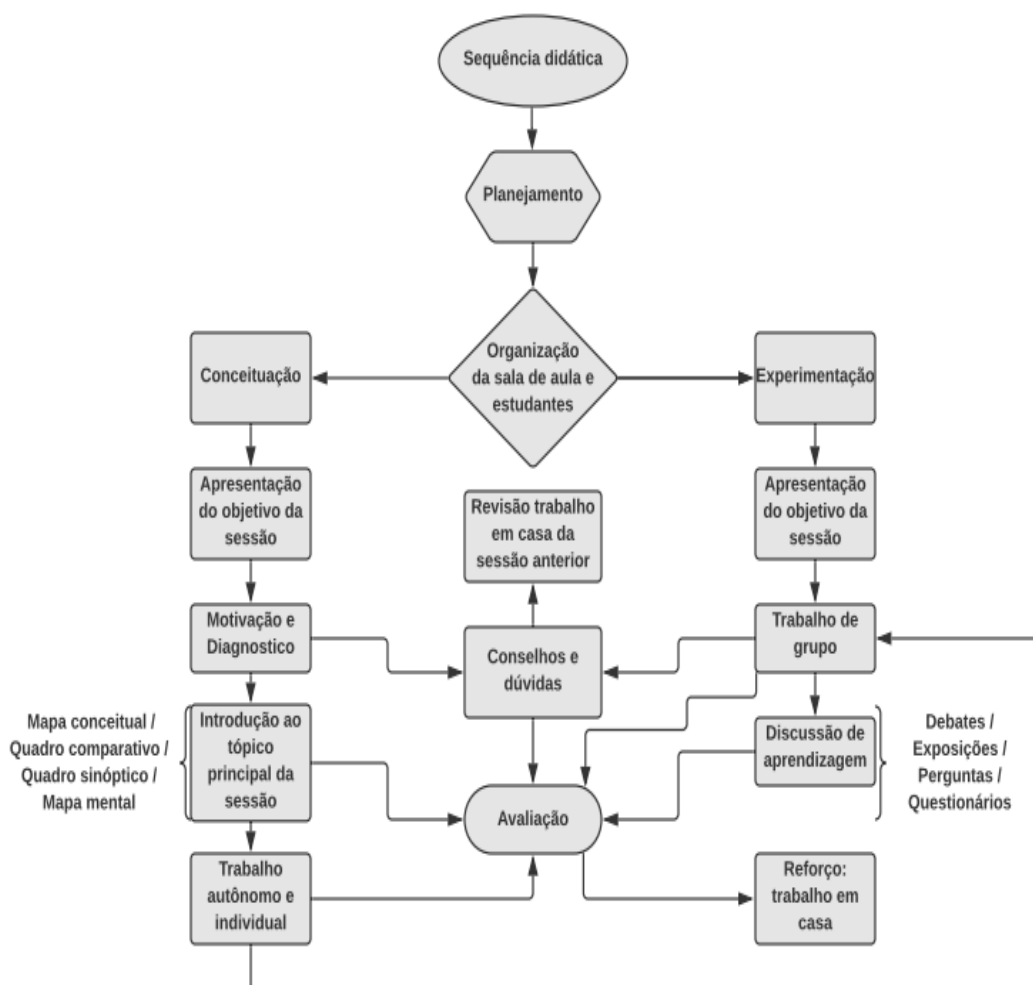 Sequência didática
Planejamento
Organização
da sala de aula e
estudantes
Conceituação
Experimentação
Apresentação
do objetivo da
sessão
Revisão trabalho
em casa da
sessão anterior
Apresentação
do objetivo da
sessão
Motivação e
Diagnostico
Conselhos e
dúvidas
Trabalho de
grupo
Mapa conceitual /
Quadro comparativo /
Quadro sinóptico /
Mapa mental
Introdução ao
tópico
principal da
sessão
Avaliação
Discussão de
aprendizagem
Debates /
Exposições /
Perguntas /
Questionários
Trabalho
autônomo e
individual
Reforço:
trabalho em
casa